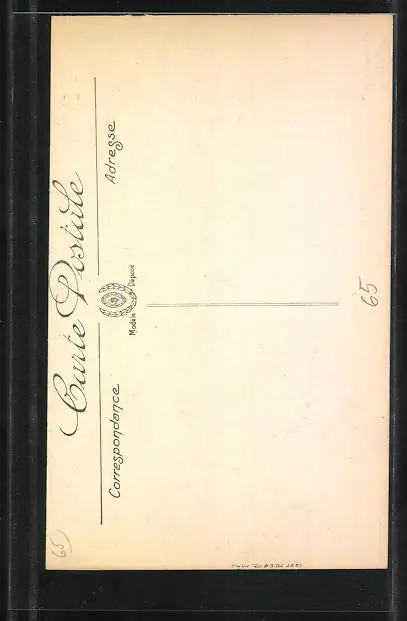 65
Carte Postale
Correspondance
Adresse
Modèle Déposé
65